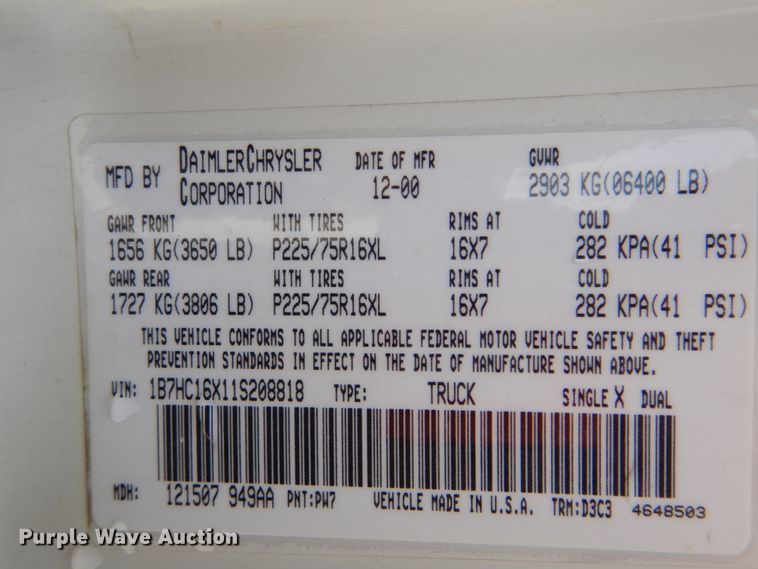 MFD BY DAIMLERCHRYSLER CORPORATION DATE OF MFR 12-00 GVWR 2903 KG(06400 LB)
GAWR FRONT WITH TIRES RIMS AT COLD
1656 KG(3650 LB) P225/75R16XL 16X7 282 KPA(41 PSI)
GAWR REAR WITH TIRES RIMS AT COLD
1727 KG(3806 LB) P225/75R16XL 16X7 282 KPA(41 PSI)
THIS VEHICLE CONFORMS TO ALL APPLICABLE FEDERAL MOTOR VEHICLE SAFETY AND THEFT
PREVENTION STANDARDS IN EFFECT ON THE DATE OF MANUFACTURE SHOWN ABOVE.
VIN: 1B7HC16X11S208818 TYPE: TRUCK SINGLE X DUAL
MDH: 121507 949AA PNT:PW7 VEHICLE MADE IN U.S.A. TRM:D3C3 4648503
Purple Wave Auction